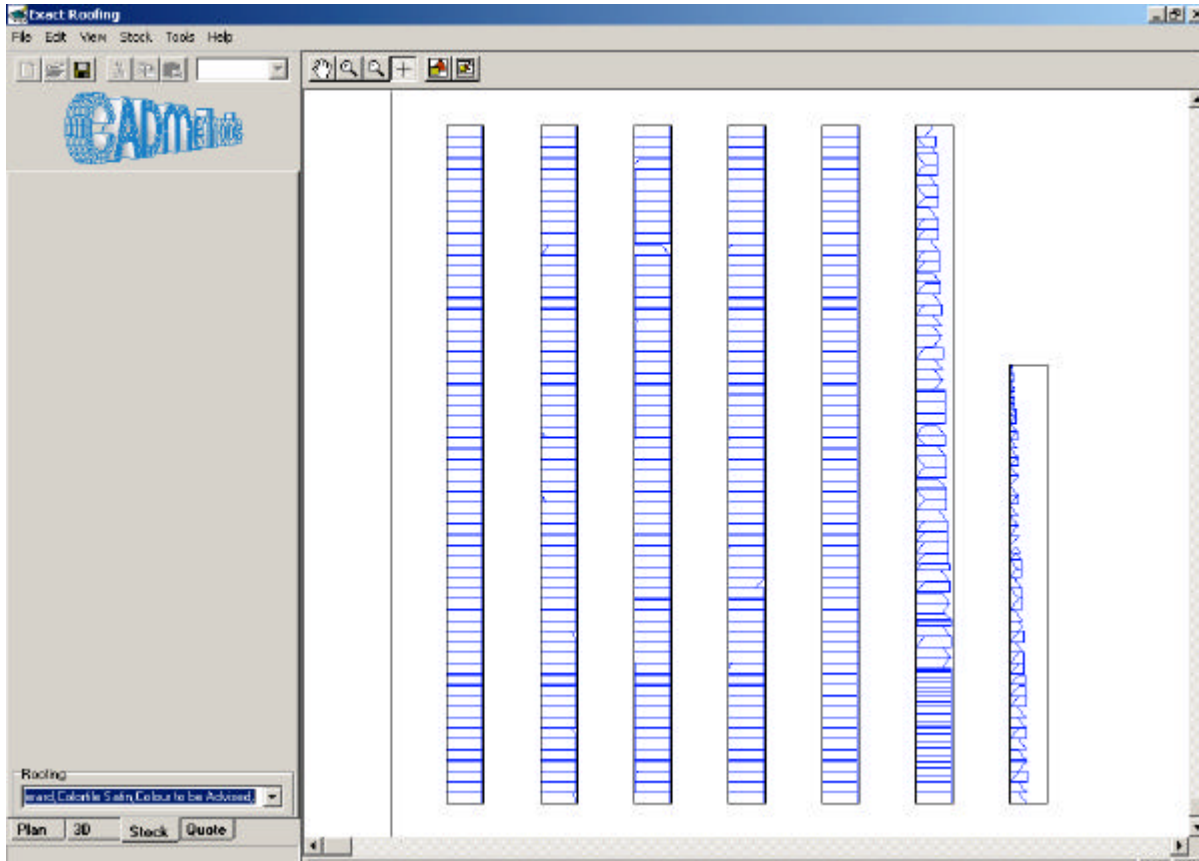 Exact Roofing
File Edit View Stock Tools Help
CADMethods
Roofing
Colortile Satin,Colour to be Advised,
Plan 3D Stock Quote